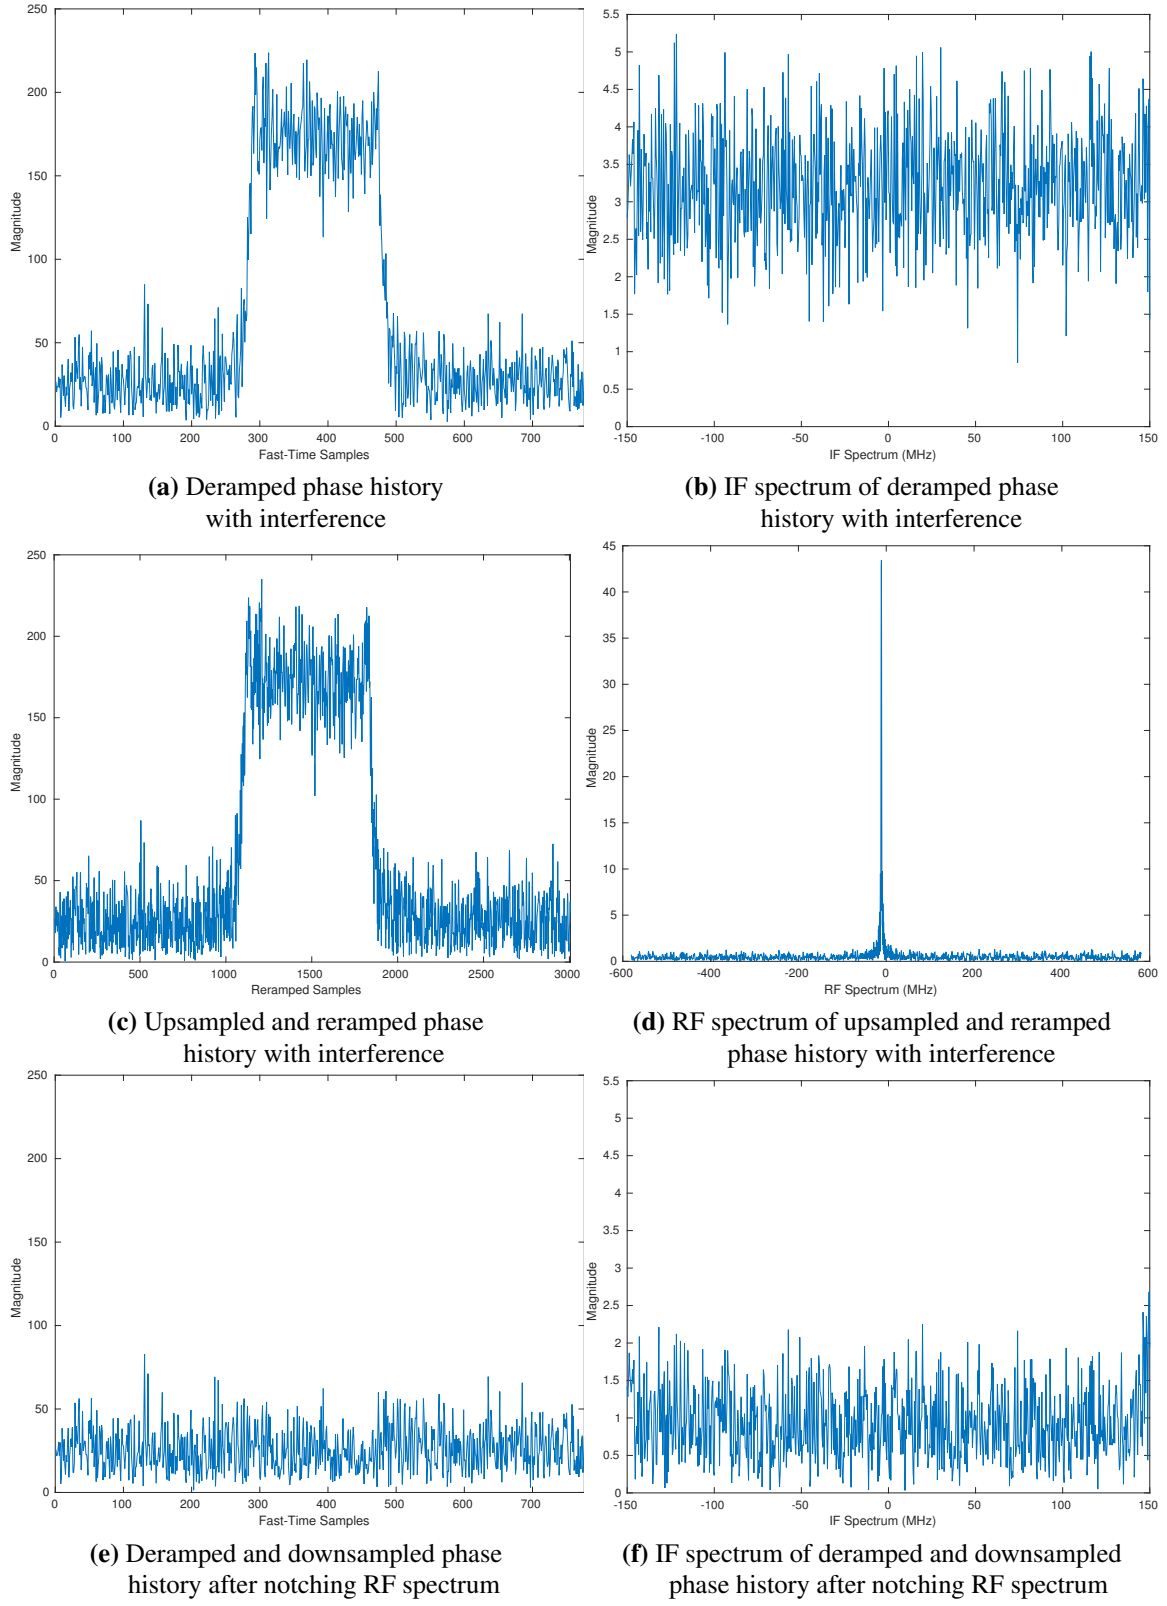 250
200
150
100
50
0
Magnitude
0 100 200 300 400 500 600 700
Fast-Time Samples
(a) Deramped phase history
with interference
5.5
5
4.5
4
3.5
3
2.5
2
1.5
1
0.5
0
Magnitude
-150 -100 -50 0 50 100 150
IF Spectrum (MHz)
(b) IF spectrum of deramped phase
history with interference
250
200
150
100
50
0
Magnitude
0 500 1000 1500 2000 2500 3000
Reramped Samples
(c) Upsampled and reramped phase
history with interference
45
40
35
30
25
20
15
10
5
0
Magnitude
-600 -400 -200 0 200 400 600
RF Spectrum (MHz)
(d) RF spectrum of upsampled and reramped
phase history with interference
250
200
150
100
50
0
Magnitude
0 100 200 300 400 500 600 700
Fast-Time Samples
(e) Deramped and downsampled phase
history after notching RF spectrum
5.5
5
4.5
4
3.5
3
2.5
2
1.5
1
0.5
0
Magnitude
-150 -100 -50 0 50 100 150
IF Spectrum (MHz)
(f) IF spectrum of deramped and downsampled
phase history after notching RF spectrum